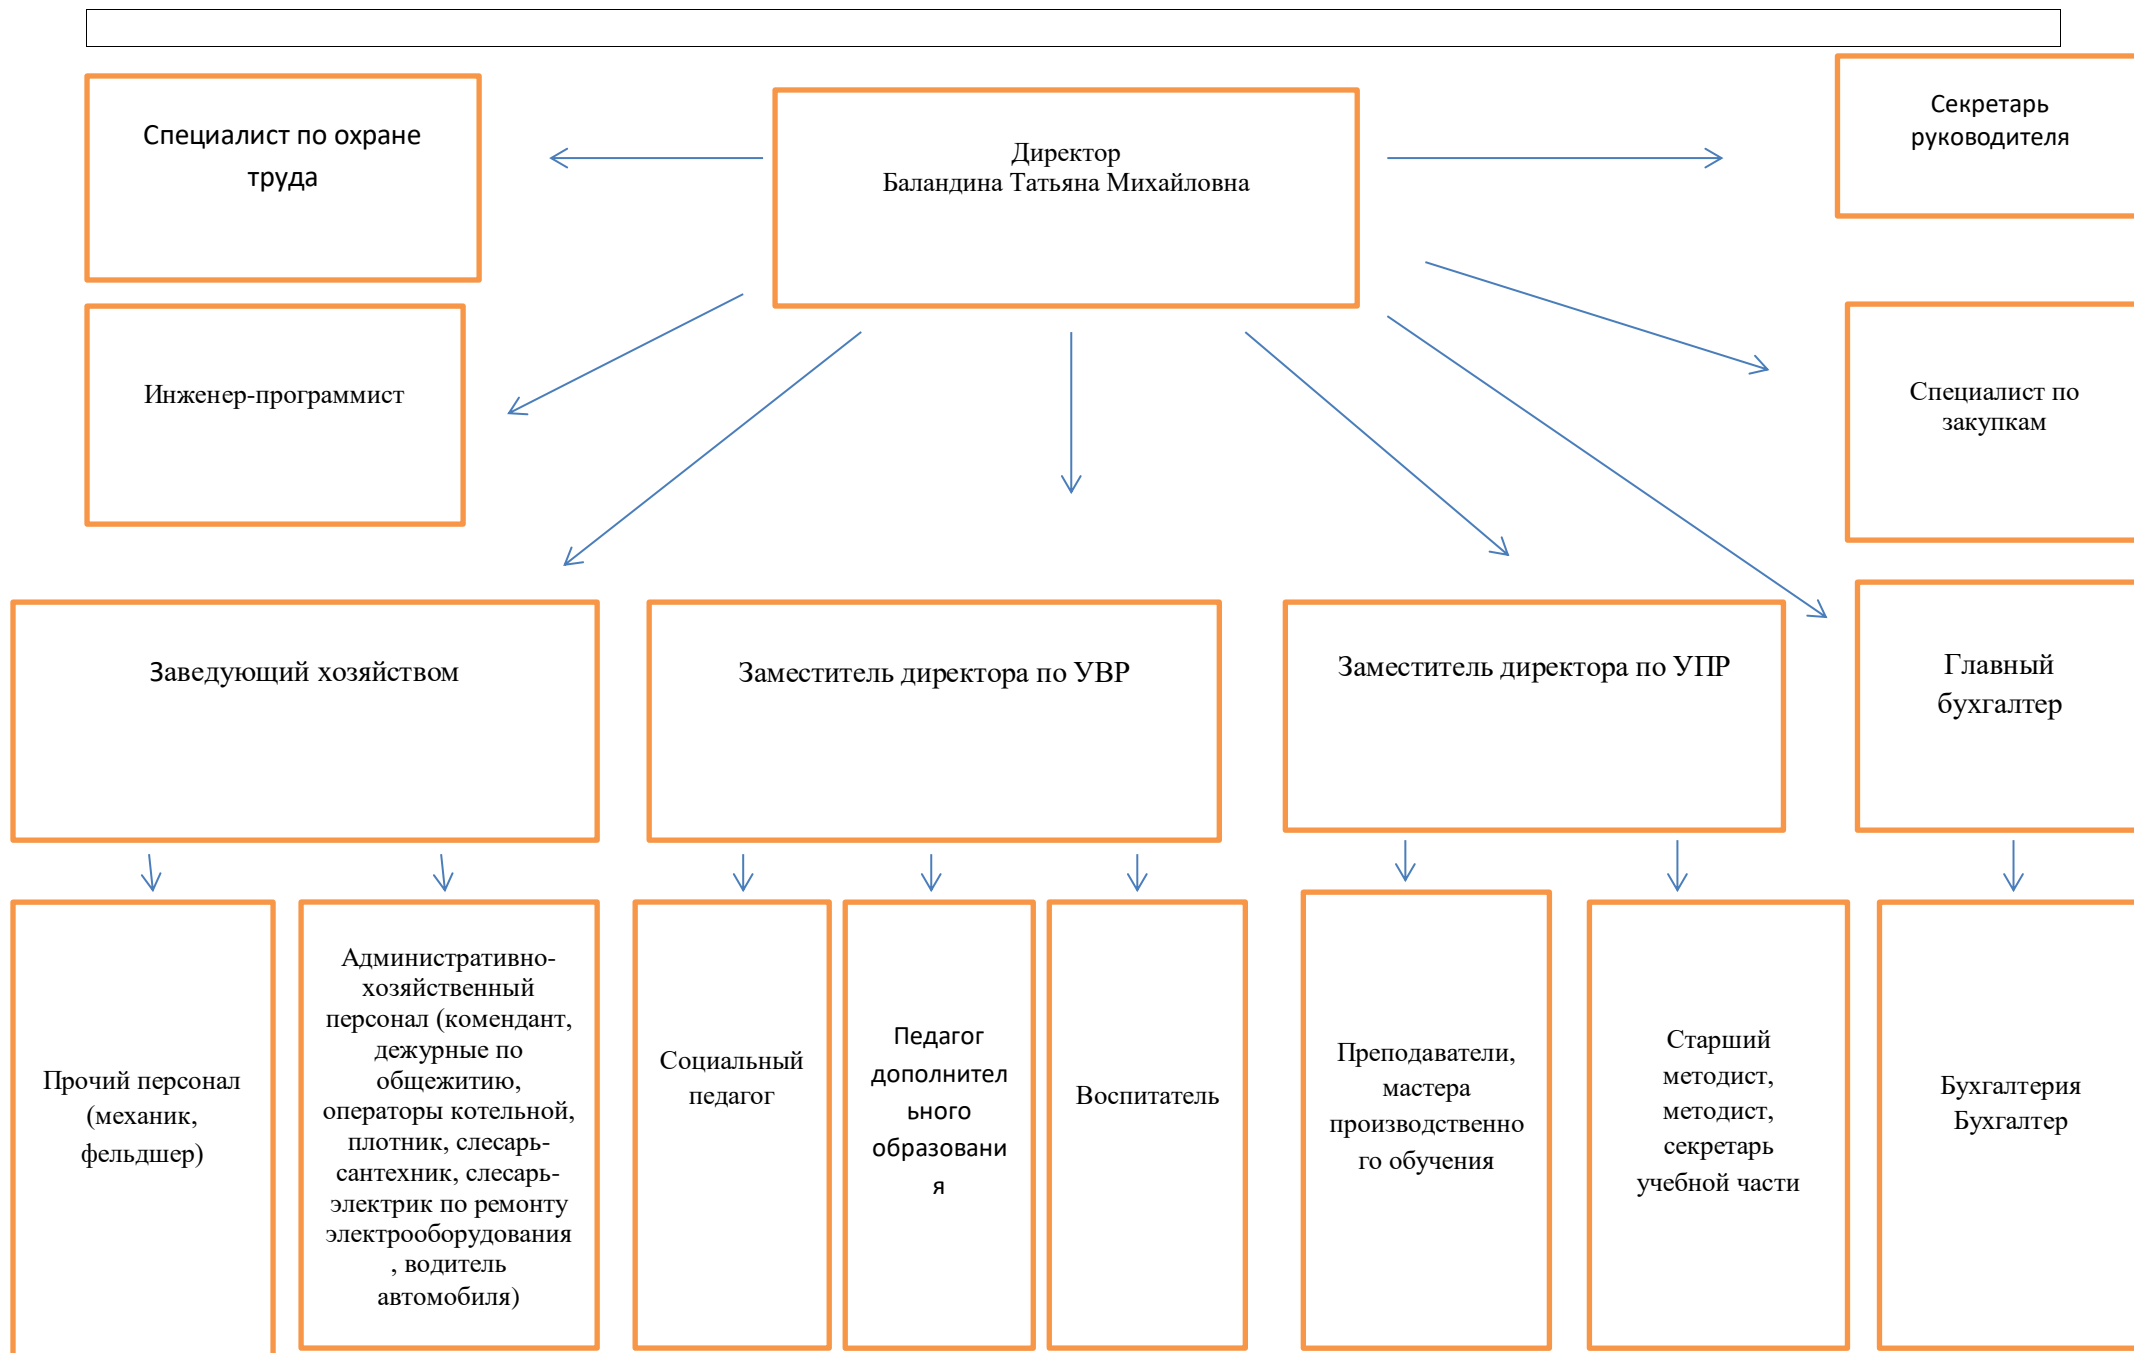 Специалист по охране
труда
Директор
Баландина Татьяна Михайловна
Секретарь
руководителя
Инженер-программист
Специалист по
закупкам
Заведующий хозяйством
Заместитель директора по УВР
Заместитель директора по УПР
Главный
бухгалтер
Прочий персонал
(механик,
фельдшер)
Административно-
хозяйственный
персонал (комендант,
дежурные по
общежитию,
операторы котельной,
плотник, слесарь-
сантехник, слесарь-
электрик по ремонту
электрооборудования
, водитель
автомобиля)
Социальный
педагог
Педагог
дополнител
ьного
образовани
я
Воспитатель
Преподаватели,
мастера
производственно
го обучения
Старший
методист,
методист,
секретарь
учебной части
Бухгалтерия
Бухгалтер